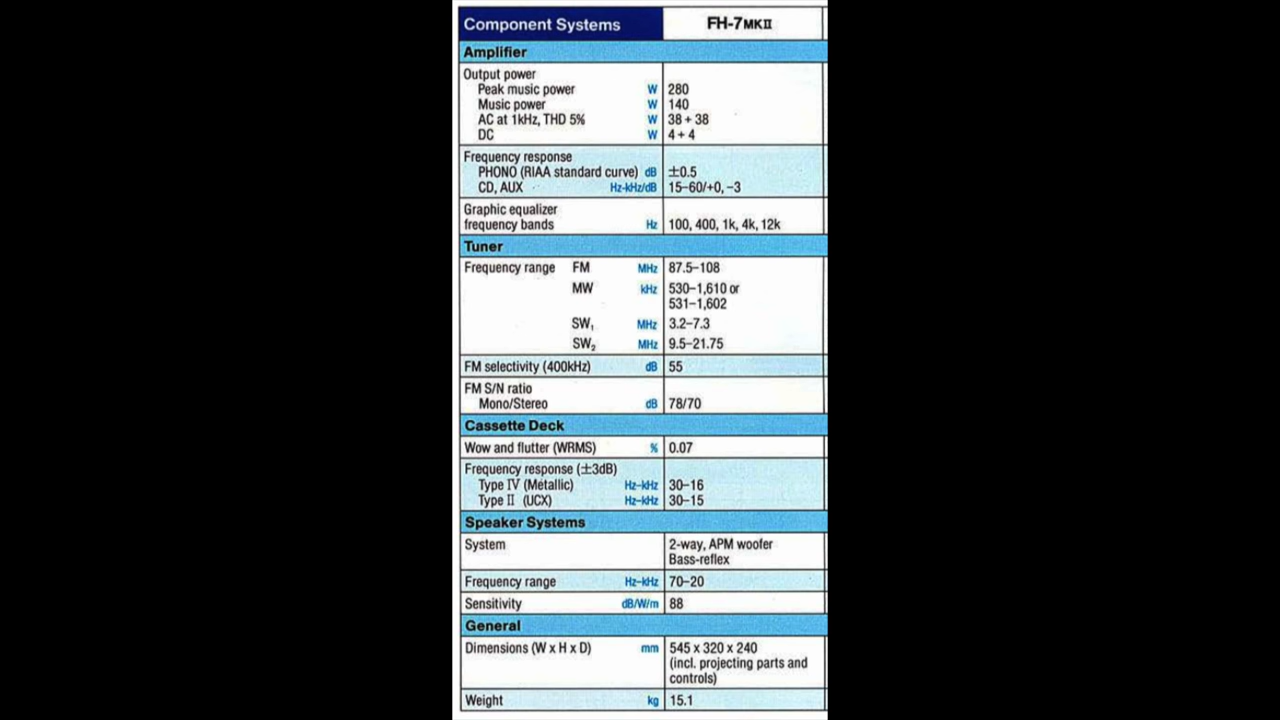 Component Systems FH-7MKII
Amplifier
Output power
Peak music power W 280
Music power W 140
AC at 1kHz, THD 5% W 38 + 38
DC W 4 + 4
Frequency response
PHONO (RIAA standard curve) dB ±0.5
CD, AUX Hz-kHz/dB 15–60/+0, –3
Graphic equalizer
frequency bands Hz 100, 400, 1k, 4k, 12k
Tuner
Frequency range FM MHz 87.5–108
MW kHz 530–1,610 or
531–1,602
SW₁ MHz 3.2–7.3
SW₂ MHz 9.5–21.75
FM selectivity (400kHz) dB 55
FM S/N ratio
Mono/Stereo dB 78/70
Cassette Deck
Wow and flutter (WRMS) % 0.07
Frequency response (±3dB)
Type IV (Metallic) Hz–kHz 30–16
Type II (UCX) Hz–kHz 30–15
Speaker Systems
System 2-way, APM woofer
Bass-reflex
Frequency range Hz–kHz 70–20
Sensitivity dB/W/m 88
General
Dimensions (W x H x D) mm 545 x 320 x 240
(incl. projecting parts and
controls)
Weight kg 15.1